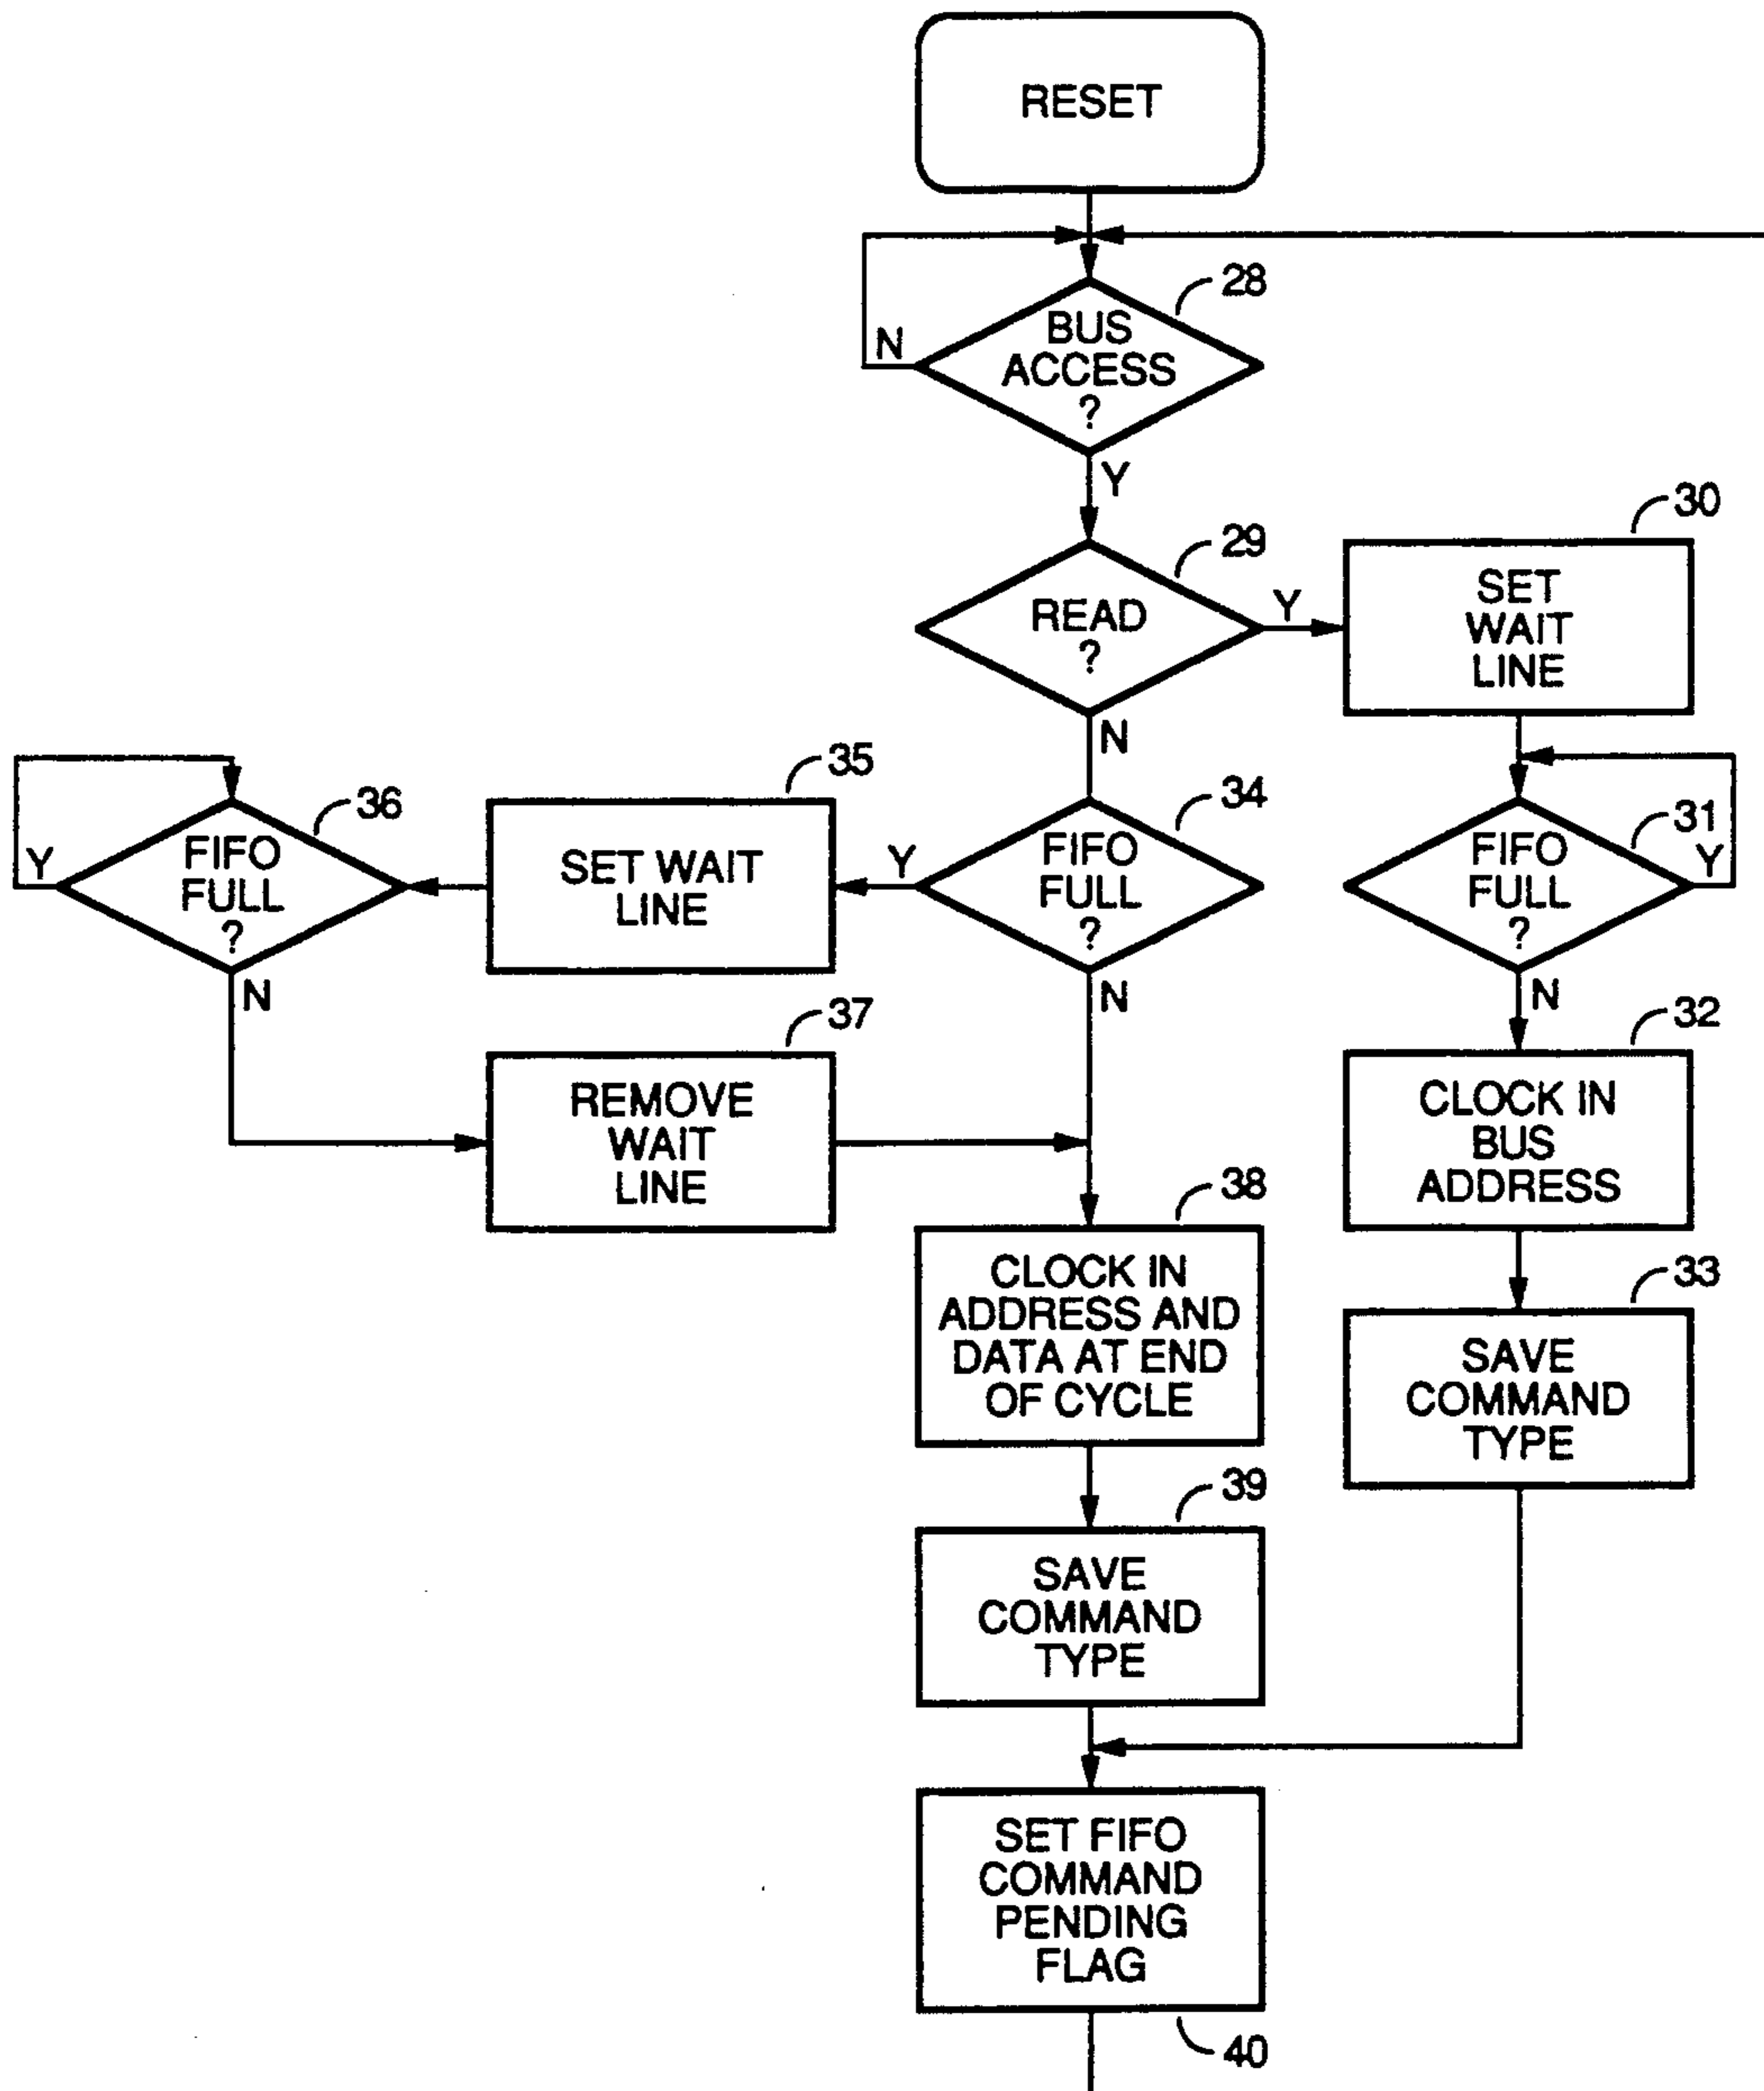 RESET
28
BUS
ACCESS
?
N
Y
29
READ
?
Y
N
30
SET
WAIT
LINE
31
FIFO
FULL
?
Y
N
34
FIFO
FULL
?
Y
N
35
SET WAIT
LINE
36
FIFO
FULL
?
Y
N
37
REMOVE
WAIT
LINE
32
CLOCK IN
BUS
ADDRESS
38
CLOCK IN
ADDRESS AND
DATA AT END
OF CYCLE
33
SAVE
COMMAND
TYPE
39
SAVE
COMMAND
TYPE
SET FIFO
COMMAND
PENDING
FLAG
40